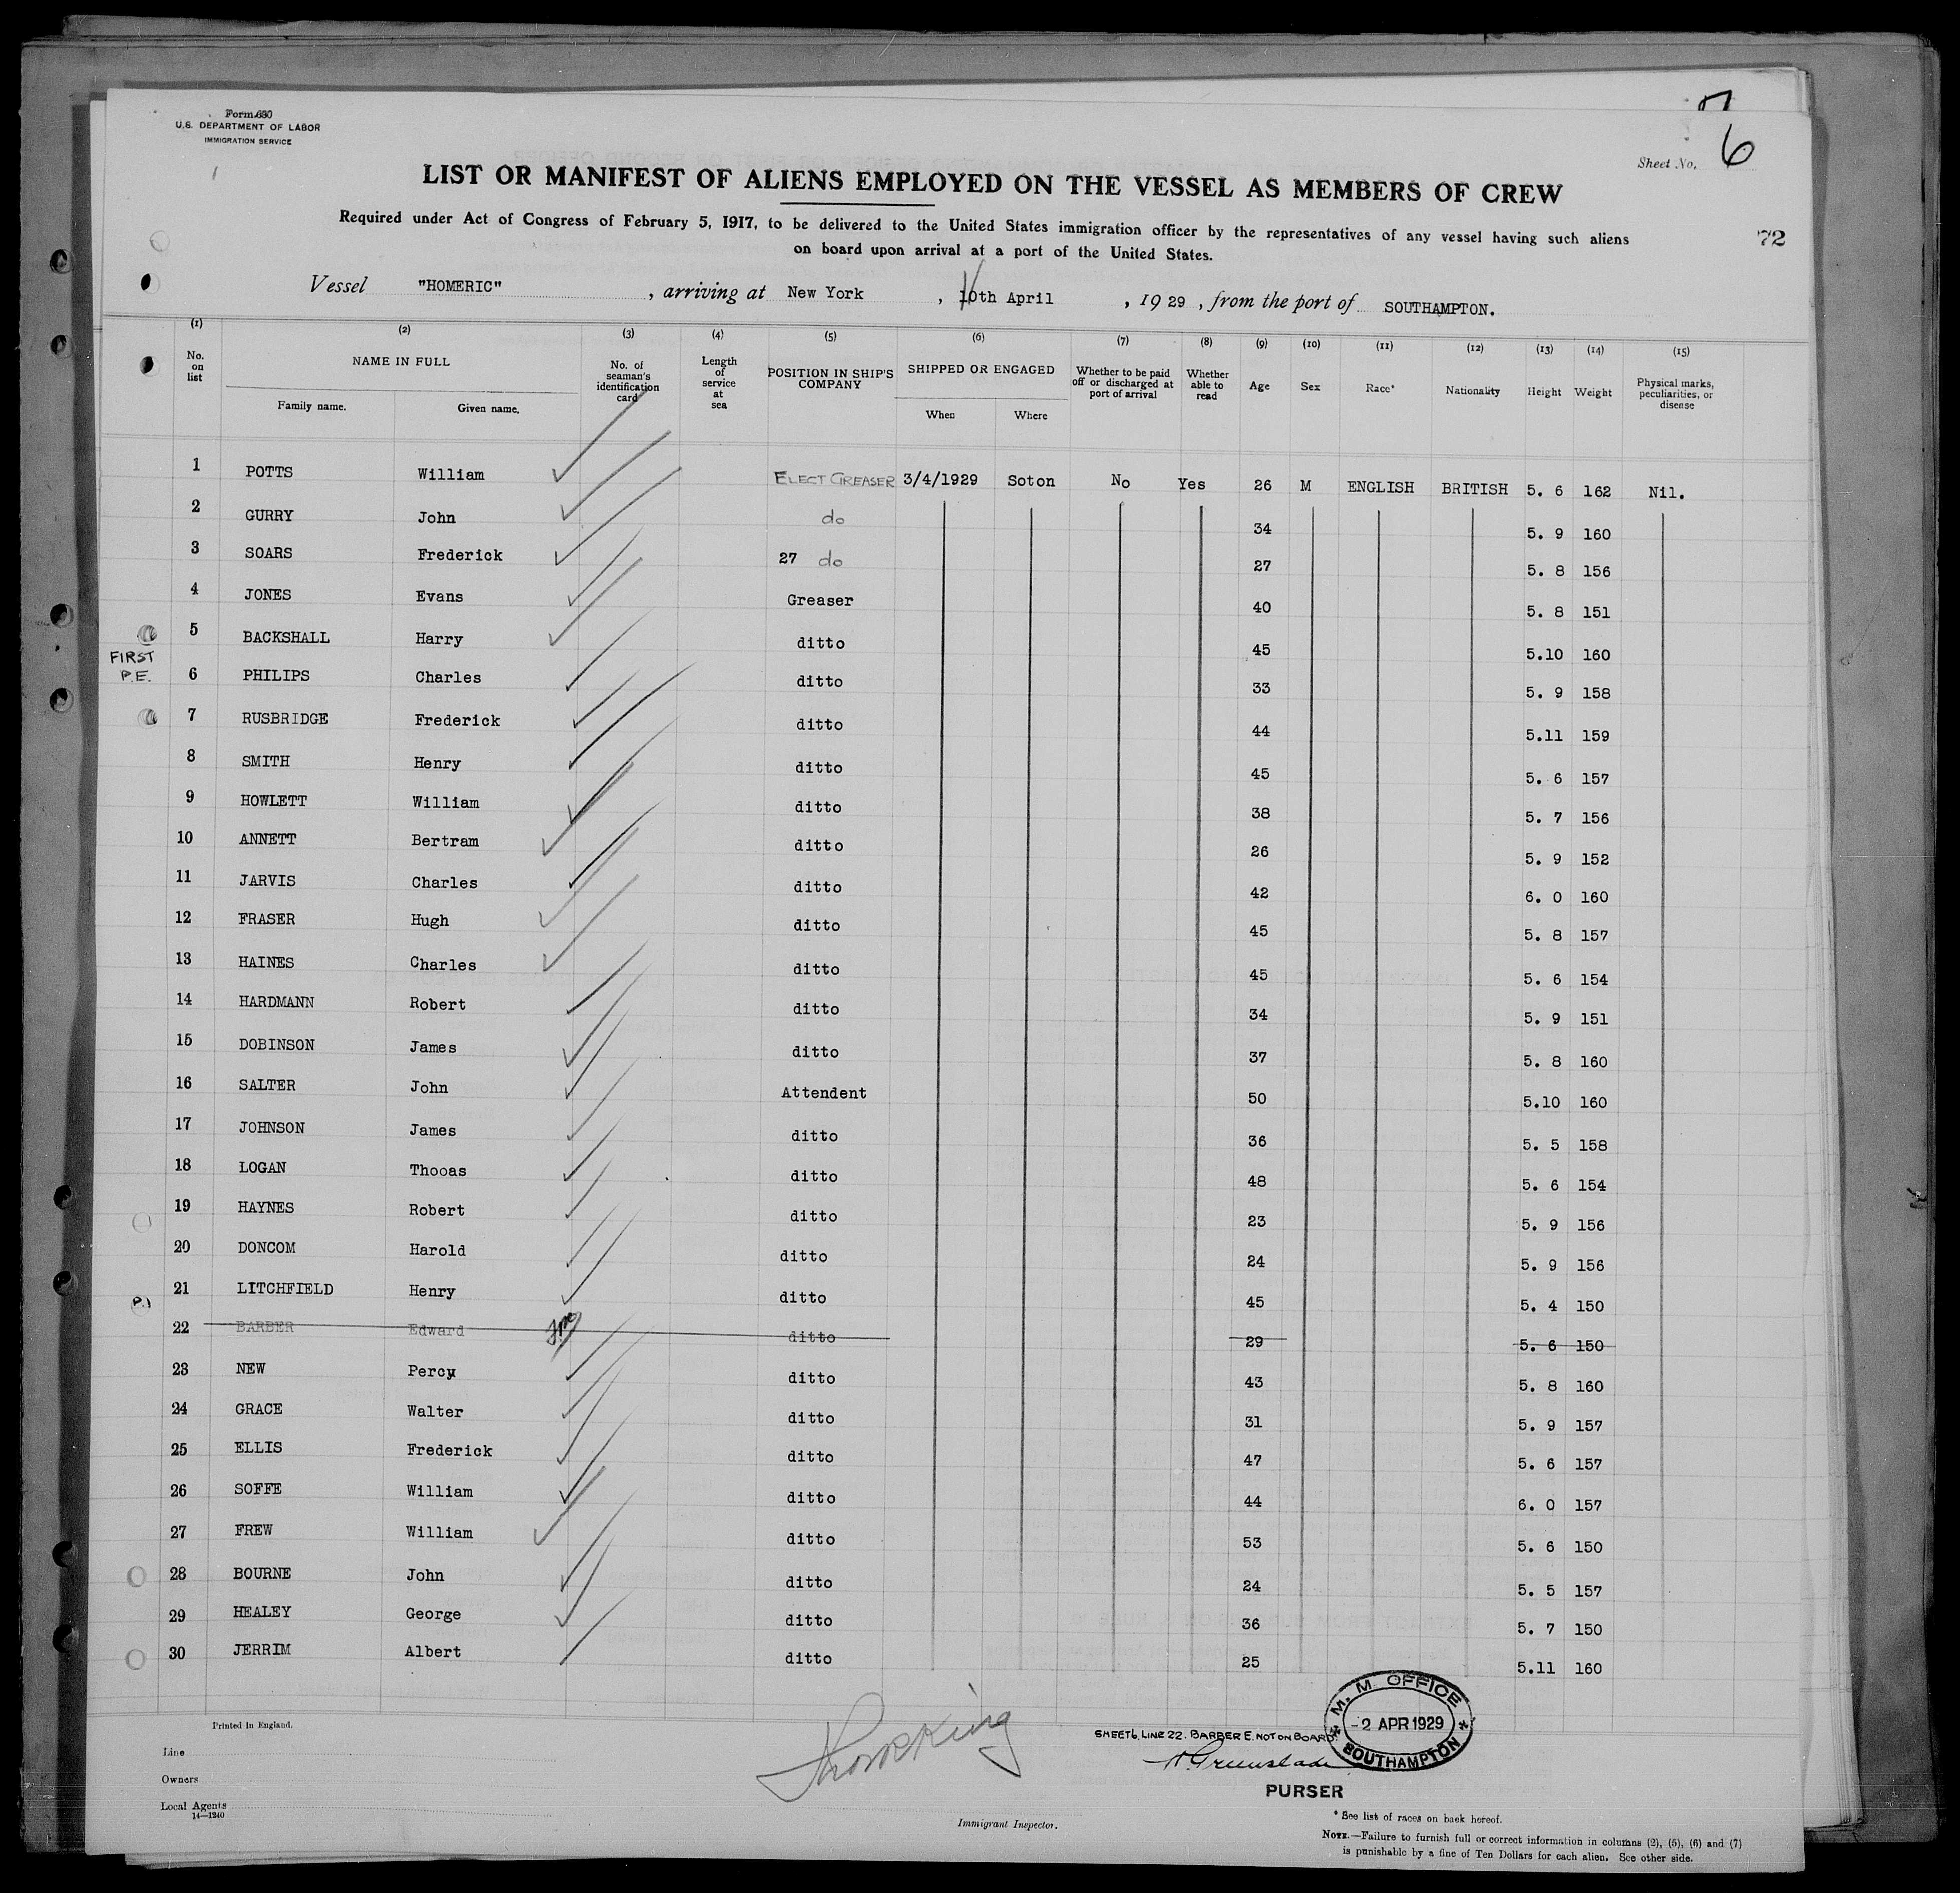 Form 680
U.S. DEPARTMENT OF LABOR
IMMIGRATION SERVICE
Sheet No. 6
LIST OR MANIFEST OF ALIENS EMPLOYED ON THE VESSEL AS MEMBERS OF CREW
Required under Act of Congress of February 5, 1917, to be delivered to the United States immigration officer by the representatives of any vessel having such aliens
on board upon arrival at a port of the United States.
72
Vessel "HOMERIC", arriving at New York, 10th April, 1929, from the port of SOUTHAMPTON.
(1) (2) (3) (4) (5) (6) (7) (8) (9) (10) (11) (12) (13) (14) (15)
No. on list NAME IN FULL No. of seaman's identification card Length of service at sea POSITION IN SHIP'S COMPANY SHIPPED OR ENGAGED Whether to be paid off or discharged at port of arrival Whether able to read Age Sex Race* Nationality Height Weight Physical marks, peculiarities, or disease
Family name. Given name. When Where
1 POTTS William ELECT GREASER 3/4/1929 Soton No Yes 26 M ENGLISH BRITISH 5. 6 162 Nil.
2 GURRY John do 34 5. 9 160
3 SOARS Frederick 27 do 27 5. 8 156
4 JONES Evans Greaser 40 5. 8 151
5 BACKSHALL Harry ditto 45 5.10 160
FIRST
P.E.
6 PHILIPS Charles ditto 33 5. 9 158
7 RUSBRIDGE Frederick ditto 44 5.11 159
8 SMITH Henry ditto 45 5. 6 157
9 HOWLETT William ditto 38 5. 7 156
10 ANNETT Bertram ditto 26 5. 9 152
11 JARVIS Charles ditto 42 6. 0 160
12 FRASER Hugh ditto 45 5. 8 157
13 HAINES Charles ditto 45 5. 6 154
14 HARDMANN Robert ditto 34 5. 9 151
15 DOBINSON James ditto 37 5. 8 160
16 SALTER John Attendent 50 5.10 160
17 JOHNSON James ditto 36 5. 5 158
18 LOGAN Thooas ditto 48 5. 6 154
19 HAYNES Robert ditto 23 5. 9 156
20 DONCOM Harold ditto 24 5. 9 156
21 LITCHFIELD Henry ditto 45 5. 4 150
22 BARBER Edward ditto 29 5. 6 150
23 NEW Percy ditto 43 5. 8 160
24 GRACE Walter ditto 31 5. 9 157
25 ELLIS Frederick ditto 47 5. 6 157
26 SOFFE William ditto 44 6. 0 157
27 FREW William ditto 53 5. 6 150
28 BOURNE John ditto 24 5. 5 157
29 HEALEY George ditto 36 5. 7 150
30 JERRIM Albert ditto 25 5.11 160
Printed in England.
Line
Owners
Local Agents
14—1240
Immigrant Inspector.
SHEET 6, LINE 22. BARBER E. NOT ON BOARD.
PURSER
M. M. OFFICE
-2 APR 1929
SOUTHAMPTON
* See list of races on back hereof.
NOTE.—Failure to furnish full or correct information in columns (2), (5), (6) and (7)
is punishable by a fine of Ten Dollars for each alien. See other side.